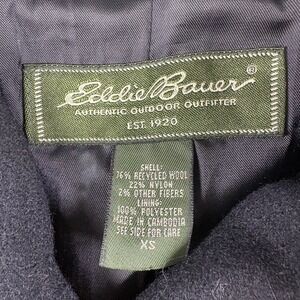 Eddie Bauer®
AUTHENTIC OUTDOOR OUTFITTER
EST. 1920
SHELL:
76% RECYCLED WOOL
22% NYLON
2% OTHER FIBERS
LINING:
100% POLYESTER
MADE IN CAMBODIA
SEE SIDE FOR CARE
XS